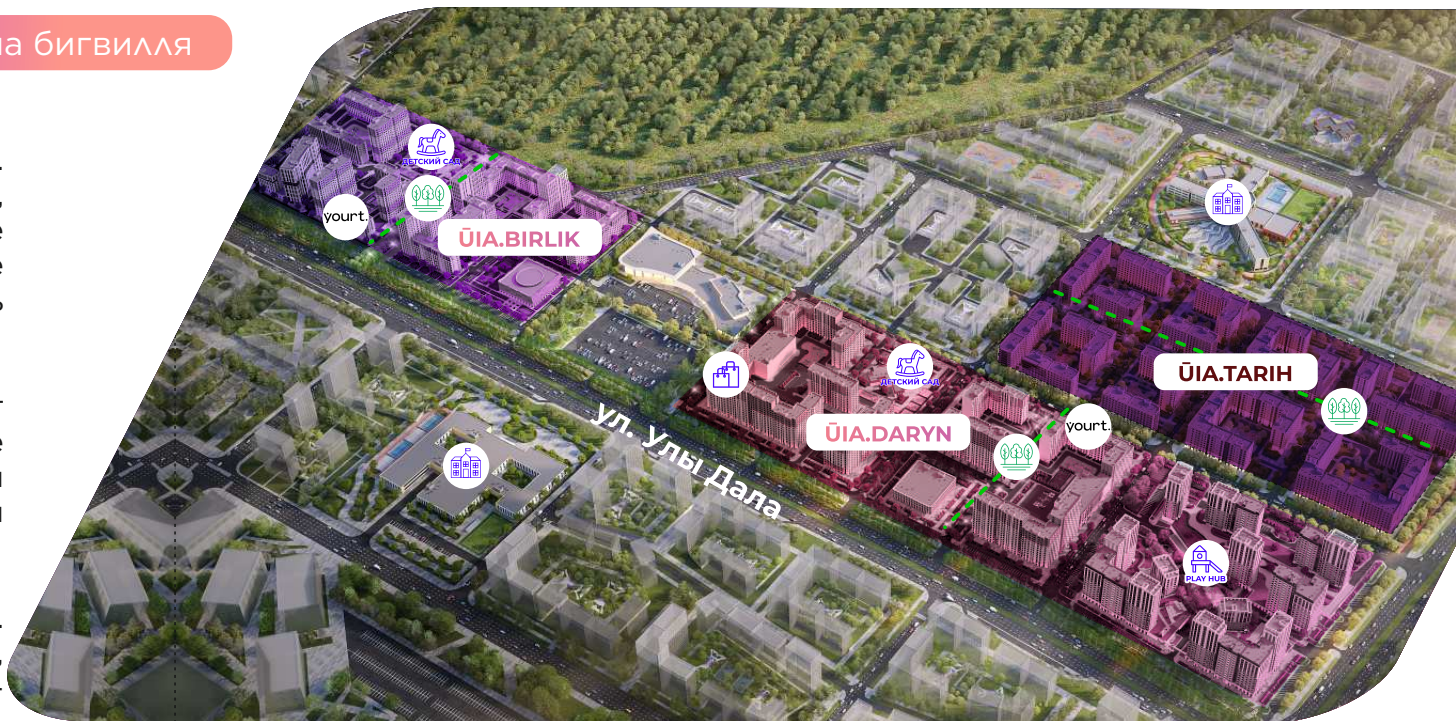 бигвилля
ДЕТСКИЙ САД
yourt.
ŪIA.BIRLIK
ДЕТСКИЙ САД
ŪIA.TARIH
yourt.
ŪIA.DARYN
ул. Улы Дала
PLAY HUB